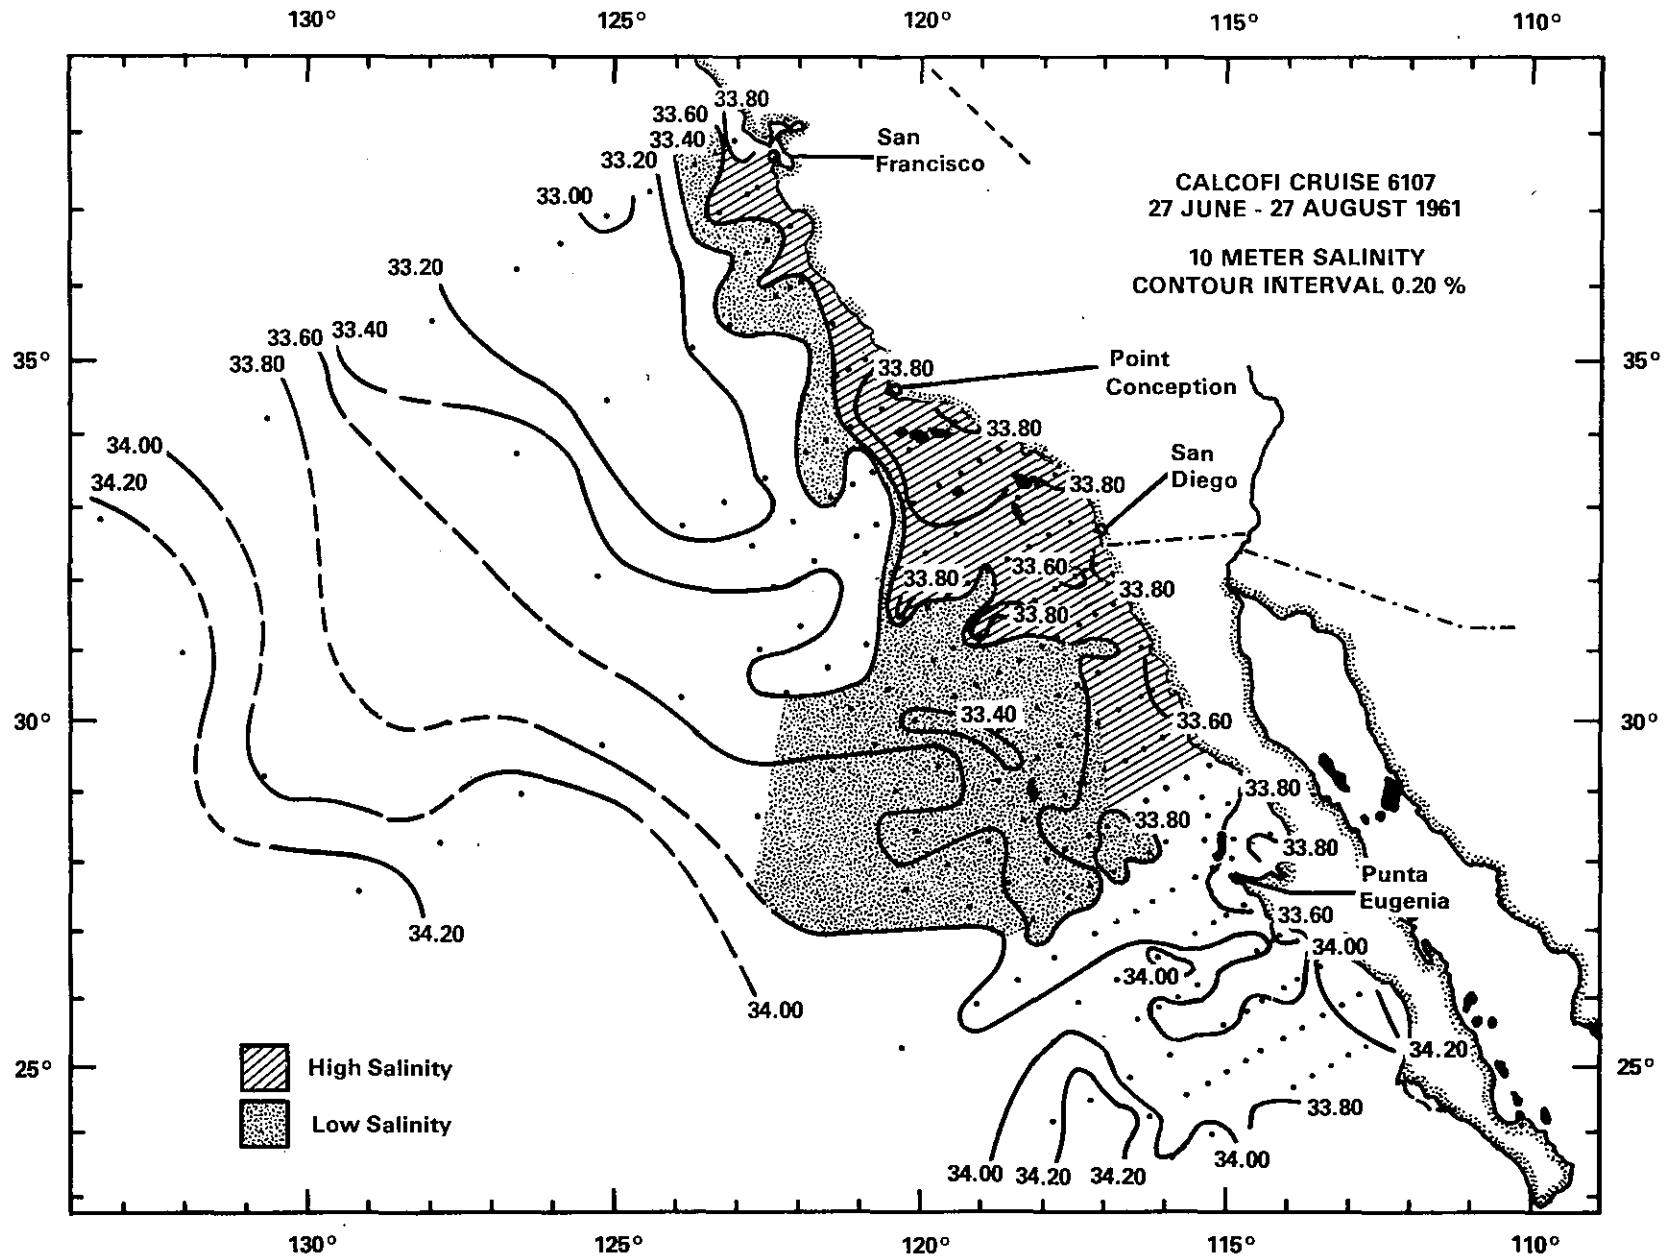 130° 125° 120° 115° 110°
33.80
33.60
33.40
33.20
33.00
San
Francisco
CALCOFI CRUISE 6107
27 JUNE - 27 AUGUST 1961
10 METER SALINITY
CONTOUR INTERVAL 0.20 %
33.20
33.60
33.40
33.80
35°
35°
33.80
Point
Conception
34.00
34.20
33.80
San
Diego
33.80
33.80
33.60
33.80
33.80
30°
30°
33.40
33.60
33.80
33.80
33.80
Punta
Eugenia
34.20
33.60
34.00
34.00
34.00
25°
25°
34.20
High Salinity
Low Salinity
33.80
34.00
34.20
34.20
34.00
130° 125° 120° 115° 110°